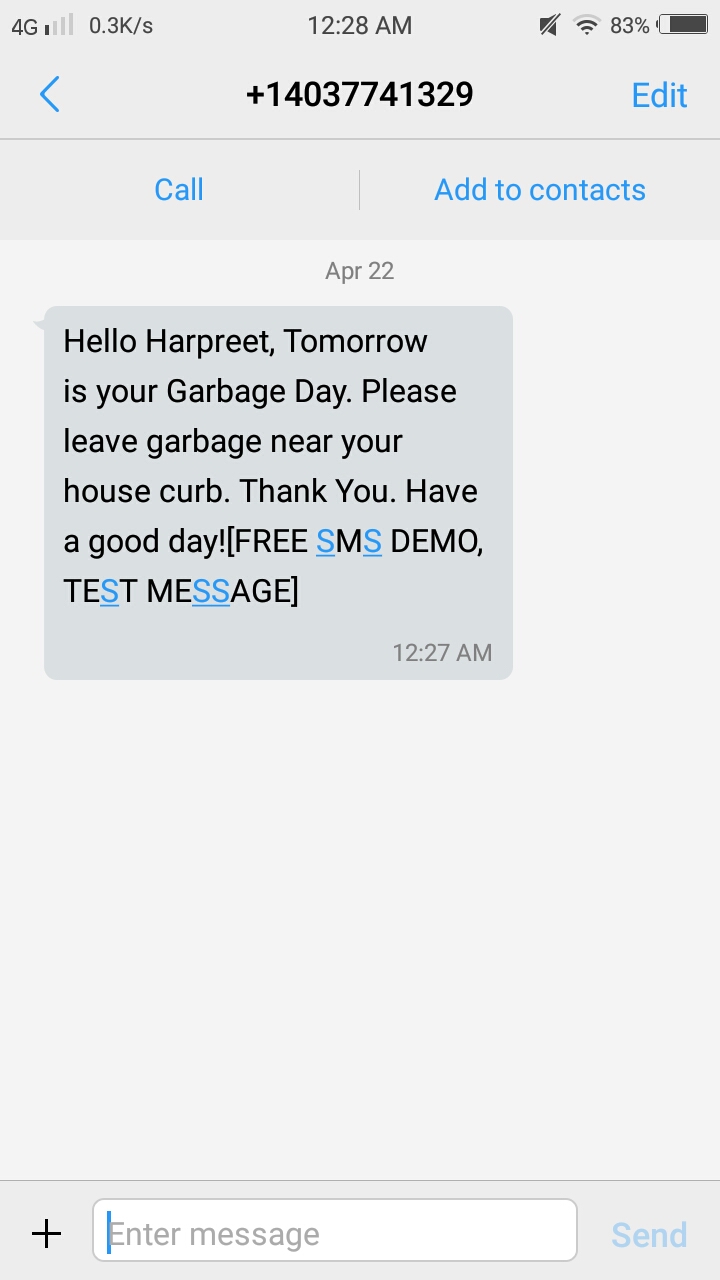 4G 0.3K/s 12:28 AM 83%
+14037741329 Edit
Call Add to contacts
Apr 22
Hello Harpreet, Tomorrow
is your Garbage Day. Please
leave garbage near your
house curb. Thank You. Have
a good day![FREE SMS DEMO,
TEST MESSAGE]
12:27 AM
+ Enter message Send